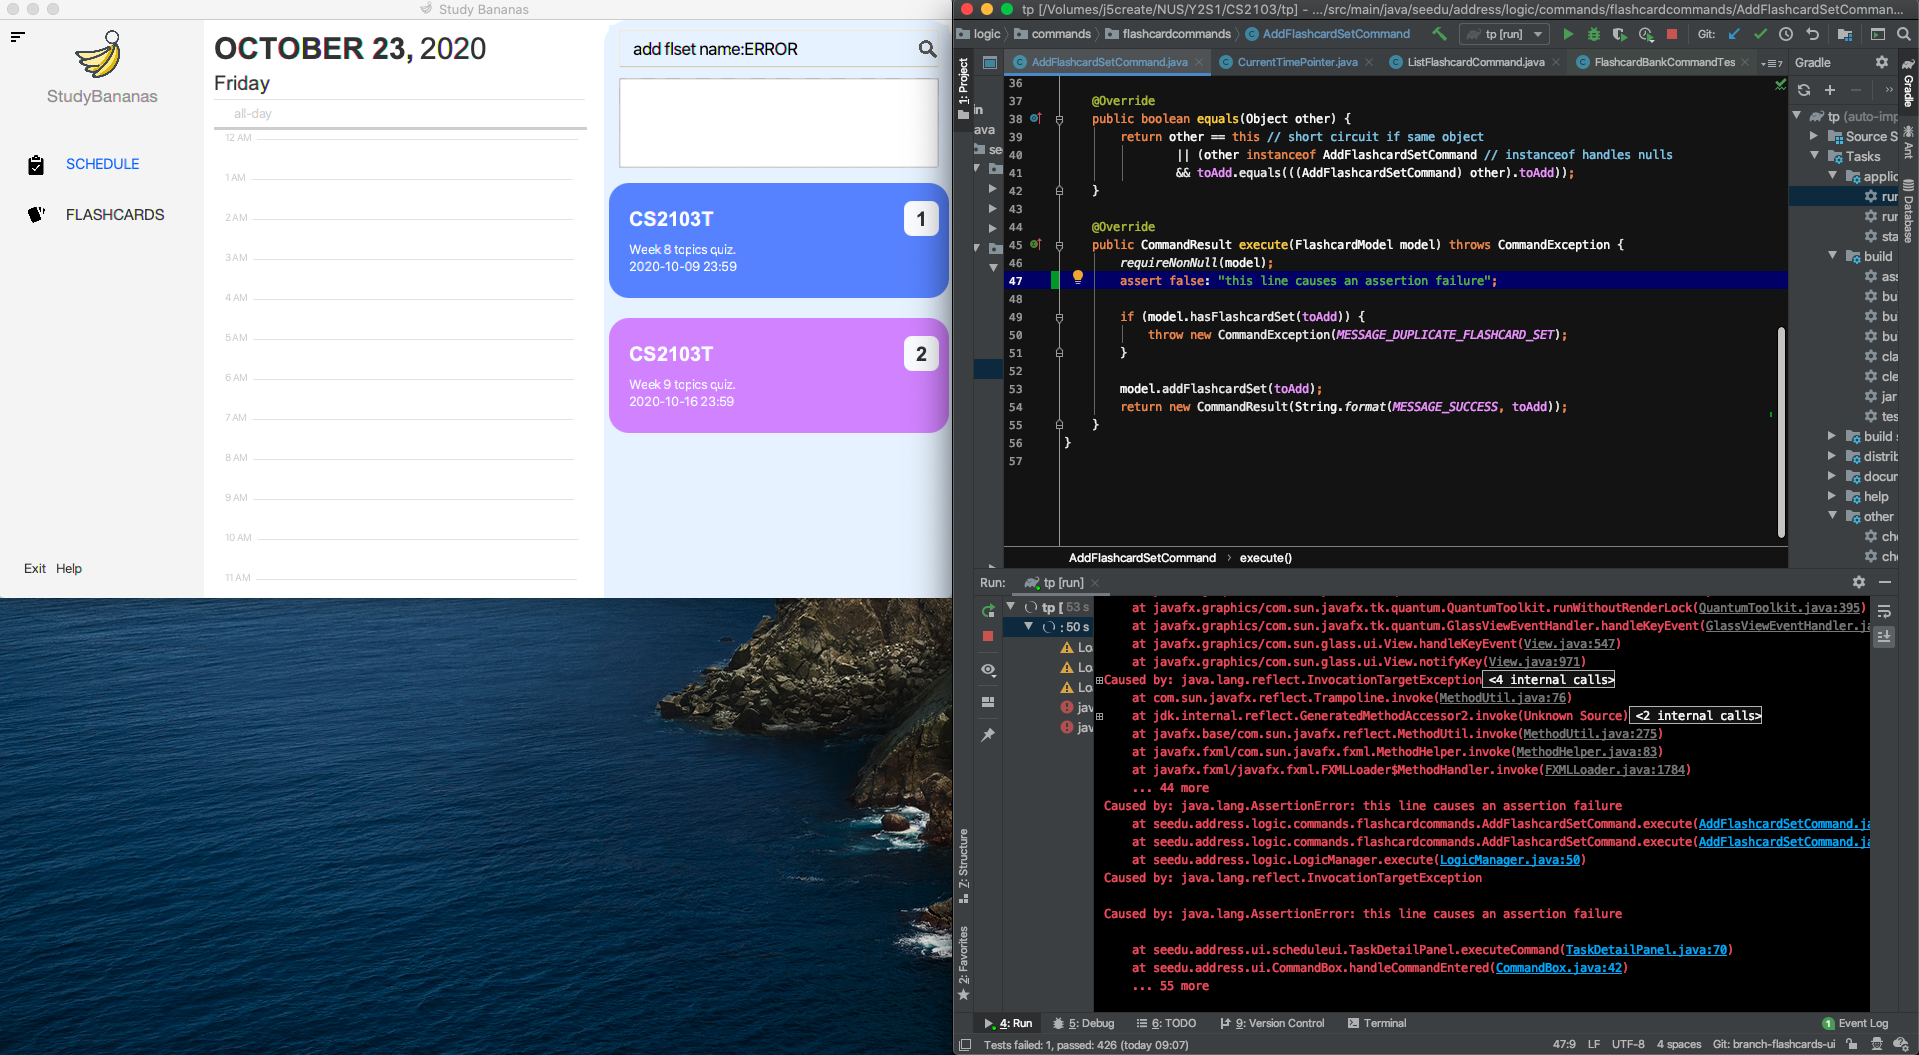 Study Bananas
StudyBananas
SCHEDULE
FLASHCARDS
Exit Help
OCTOBER 23, 2020
Friday
all-day
12 AM
1 AM
2 AM
3 AM
4 AM
5 AM
6 AM
7 AM
8 AM
9 AM
10 AM
11 AM
add flset name:ERROR
CS2103T
1
Week 8 topics quiz.
2020-10-09 23:59
CS2103T
2
Week 9 topics quiz.
2020-10-16 23:59
tp [/Volumes/j5create/NUS/Y2S1/CS2103/tp] - .../src/main/java/seedu/address/logic/commands/flashcardcommands/AddFlashcardSetComman...
logic commands flashcardcommands AddFlashcardSetCommand tp [run] Git:
AddFlashcardSetCommand.java CurrentTimePointer.java ListFlashcardCommand.java FlashcardBankCommandTes
1: Project
in
ava
se
36
37 @Override
38 public boolean equals(Object other) {
39 return other == this // short circuit if same object
40 || (other instanceof AddFlashcardSetCommand // instanceof handles nulls
41 && toAdd.equals(((AddFlashcardSetCommand) other).toAdd));
42 }
43
44 @Override
45 public CommandResult execute(FlashcardModel model) throws CommandException {
46 requireNonNull(model);
47 assert false: "this line causes an assertion failure";
48
49 if (model.hasFlashcardSet(toAdd)) {
50 throw new CommandException(MESSAGE_DUPLICATE_FLASHCARD_SET);
51 }
52
53 model.addFlashcardSet(toAdd);
54 return new CommandResult(String.format(MESSAGE_SUCCESS, toAdd));
55 }
56 }
57
AddFlashcardSetCommand › execute()
Gradle
tp (auto-imp
Source S
Tasks
applic
run
run
sta
build
ass
bui
bui
bui
cla
cle
jar
tes
build s
distrib
docum
help
other
che
che
Gradle
Ant
Database
Run: tp [run]
tp [ 53 s
: 50 s
Loa
Loa
Loa
jav
jav
at javafx.graphics/com.sun.javafx.tk.quantum.QuantumToolkit.runWithoutRenderLock(QuantumToolkit.java:395)
at javafx.graphics/com.sun.javafx.tk.quantum.GlassViewEventHandler.handleKeyEvent(GlassViewEventHandler.ja
at javafx.graphics/com.sun.glass.ui.View.handleKeyEvent(View.java:547)
at javafx.graphics/com.sun.glass.ui.View.notifyKey(View.java:971)
Caused by: java.lang.reflect.InvocationTargetException <4 internal calls>
at com.sun.javafx.reflect.Trampoline.invoke(MethodUtil.java:76)
at jdk.internal.reflect.GeneratedMethodAccessor2.invoke(Unknown Source) <2 internal calls>
at javafx.base/com.sun.javafx.reflect.MethodUtil.invoke(MethodUtil.java:275)
at javafx.fxml/com.sun.javafx.fxml.MethodHelper.invoke(MethodHelper.java:83)
at javafx.fxml/javafx.fxml.FXMLLoader$MethodHandler.invoke(FXMLLoader.java:1784)
... 44 more
Caused by: java.lang.AssertionError: this line causes an assertion failure
at seedu.address.logic.commands.flashcardcommands.AddFlashcardSetCommand.execute(AddFlashcardSetCommand.ja
at seedu.address.logic.commands.flashcardcommands.AddFlashcardSetCommand.execute(AddFlashcardSetCommand.ja
at seedu.address.logic.LogicManager.execute(LogicManager.java:50)
Caused by: java.lang.reflect.InvocationTargetException
Caused by: java.lang.AssertionError: this line causes an assertion failure
at seedu.address.ui.scheduleui.TaskDetailPanel.executeCommand(TaskDetailPanel.java:70)
at seedu.address.ui.CommandBox.handleCommandEntered(CommandBox.java:42)
... 55 more
Z: Structure
2: Favorites
4: Run 5: Debug 6: TODO 9: Version Control Terminal 1 Event Log
Tests failed: 1, passed: 426 (today 09:07) 47:9 LF UTF-8 4 spaces Git: branch-flashcards-ui